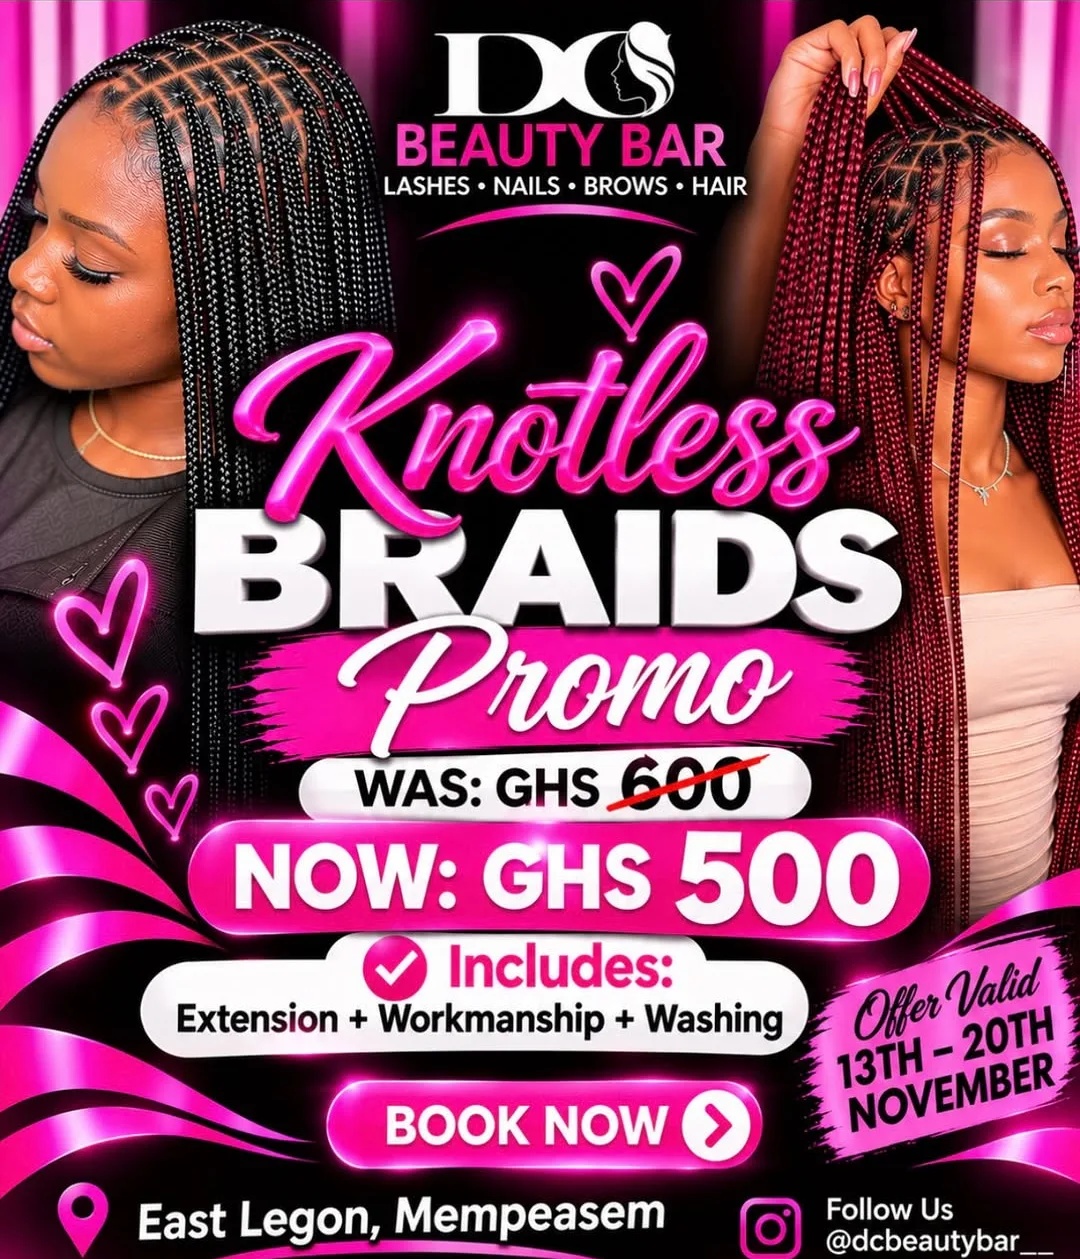 DC
BEAUTY BAR
LASHES • NAILS • BROWS • HAIR
Knotless
BRAIDS
Promo
WAS: GHS 600
NOW: GHS 500
Includes:
Extension + Workmanship + Washing
Offer Valid
13TH – 20TH
NOVEMBER
BOOK NOW
East Legon, Mempeasem
Follow Us
@dcbeautybar__